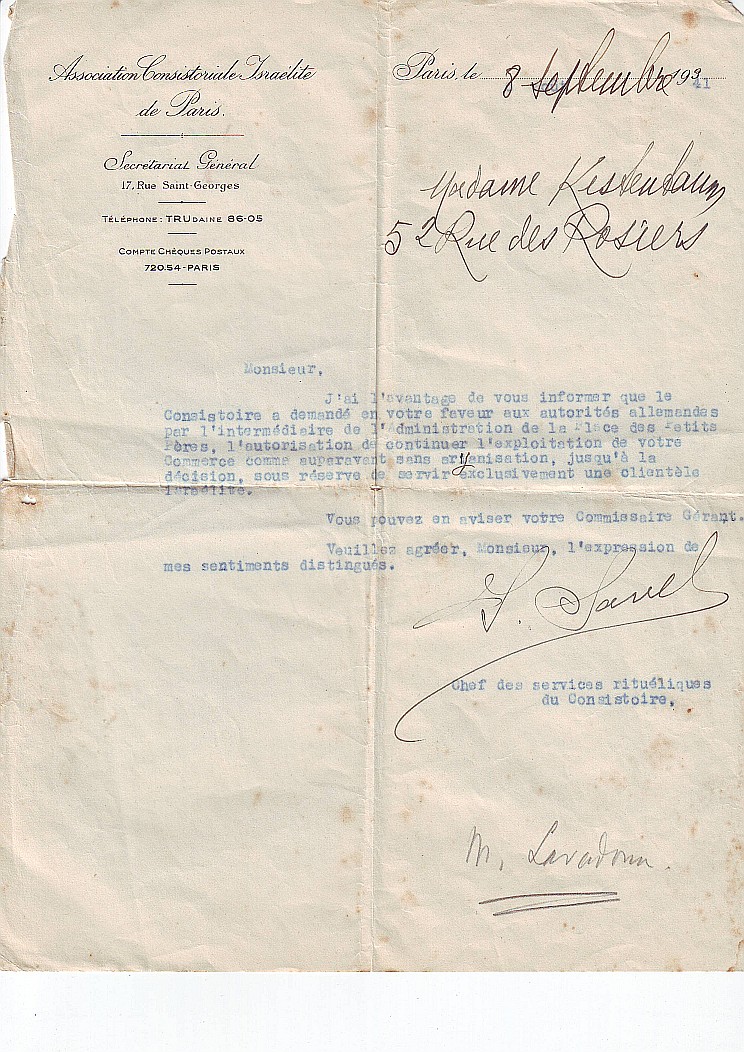 Association Consistoriale Israélite
de Paris.
Secrétariat Général
17, Rue Saint-Georges
TÉLÉPHONE : TRUDAINE 86-05
COMPTE CHÈQUES POSTAUX
720.54 - PARIS
Paris, le 8 septembre 193 41
Madame Kestenbaum
52 Rue des Rosiers
Monsieur,
J'ai l'avantage de vous informer que le
Consistoire a demandé en votre faveur aux autorités allemandes
par l'intermédiaire de l'Administration de la Place des Petits
Pères, l'autorisation de continuer l'exploitation de votre
Commerce comme auparavant sans aryanisation, jusqu'à la
décision, sous réserve de servir exclusivement une clientèle
israélite.
Vous pouvez en aviser votre Commissaire Gérant.
Veuillez agréer, Monsieur, l'expression de
mes sentiments distingués.
Chef des services rituéliques
du Consistoire,
M.